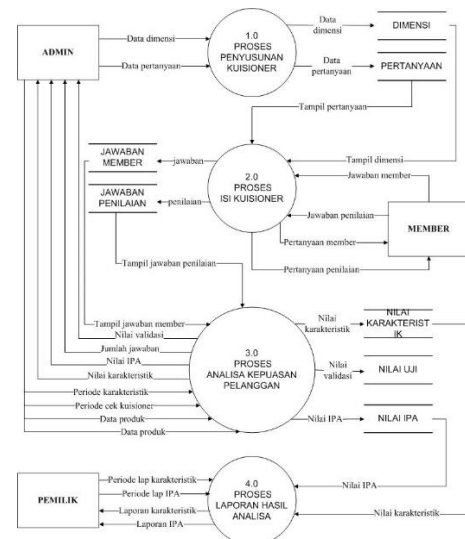 ADMIN
Data dimensi
Data pertanyaan
1.0
PROSES
PENYUSUNAN
KUISIONER
Data
dimensi
Data
pertanyaan
DIMENSI
PERTANYAAN
Tampil pertanyaan
JAWABAN
MEMBER
JAWABAN
PENILAIAN
jawaban
penilaian
2.0
PROSES
ISI KUISIONER
Tampil dimensi
Jawaban member
Jawaban penilaian
Pertanyaan member
Pertanyaan penilaian
MEMBER
Tampil jawaban penilaian
Tampil jawaban member
Nilai validasi
Jumlah jawaban
Nilai IPA
Nilai karakteristik
Periode karakteristik
Periode cek kuisioner
Data produk
Data produk
3.0
PROSES
ANALISA KEPUASAN
PELANGGAN
Nilai
karakteristik
Nilai
validasi
Nilai IPA
NILAI
KARAKTERIST
IK
NILAI UJI
NILAI IPA
PEMILIK
Periode lap karakteristik
Periode lap IPA
Laporan karakteristik
Laporan IPA
4.0
PROSES
LAPORAN HASIL
ANALISA
Nilai IPA
Nilai karakteristik